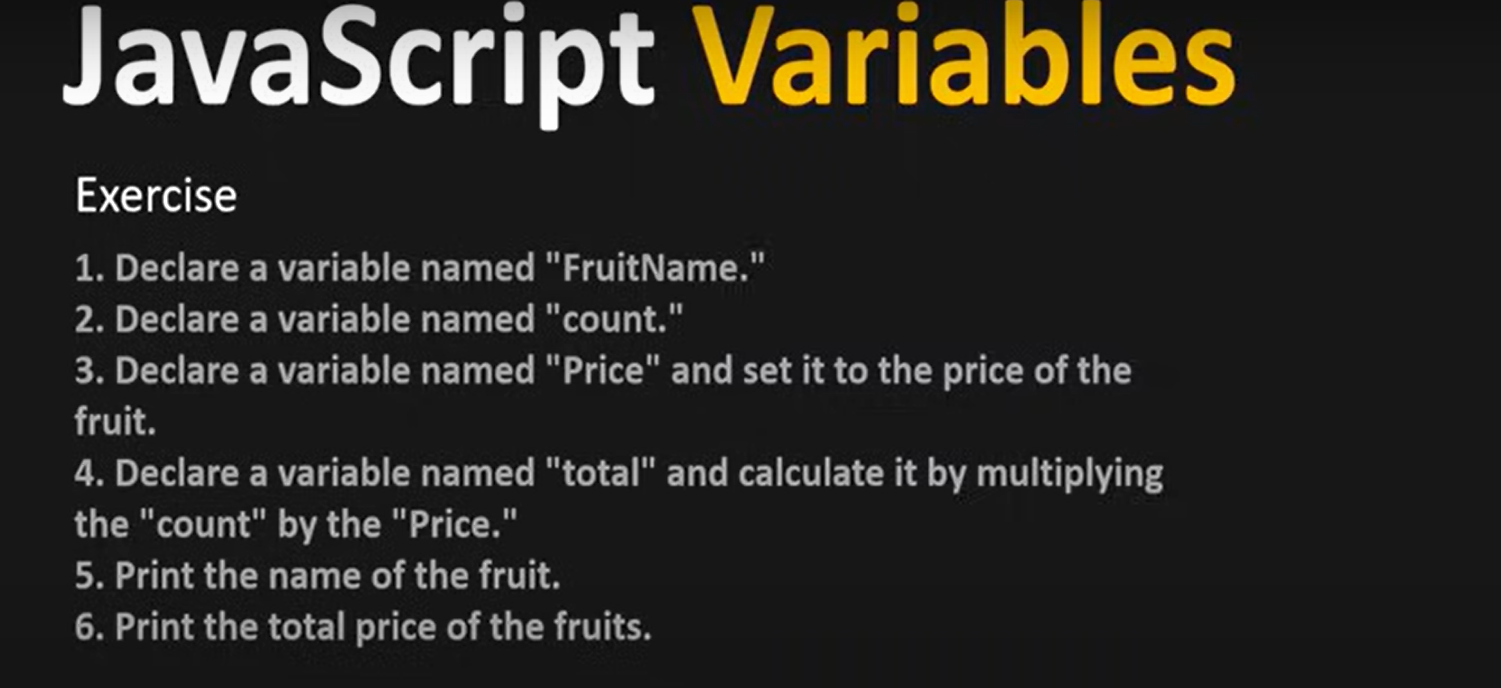 JavaScript Variables
Exercise
1. Declare a variable named "FruitName."
2. Declare a variable named "count."
3. Declare a variable named "Price" and set it to the price of the
fruit.
4. Declare a variable named "total" and calculate it by multiplying
the "count" by the "Price."
5. Print the name of the fruit.
6. Print the total price of the fruits.